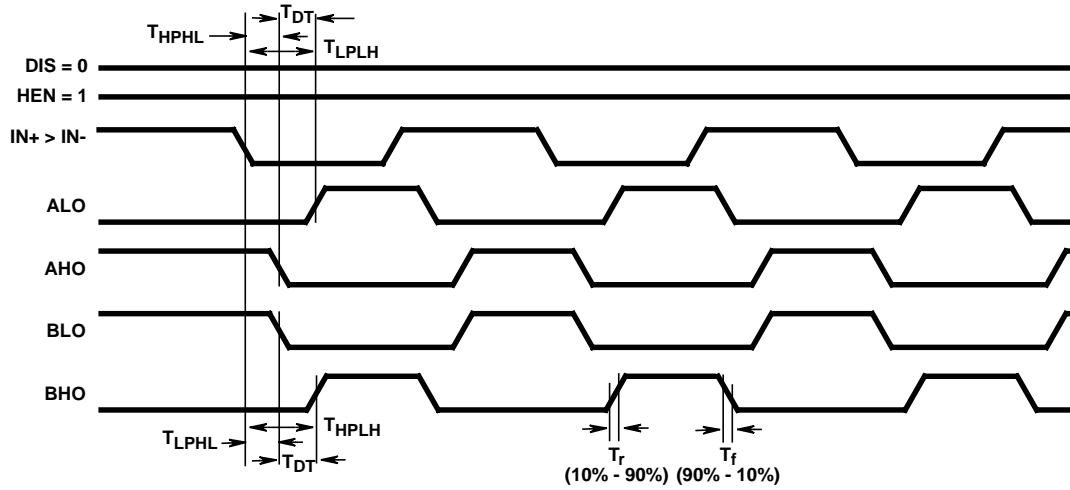 T_DT
T_HPHL
T_LPLH
DIS = 0
HEN = 1
IN+ > IN-
ALO
AHO
BLO
BHO
T_HPLH
T_LPHL
T_DT
T_r T_f
(10% - 90%) (90% - 10%)